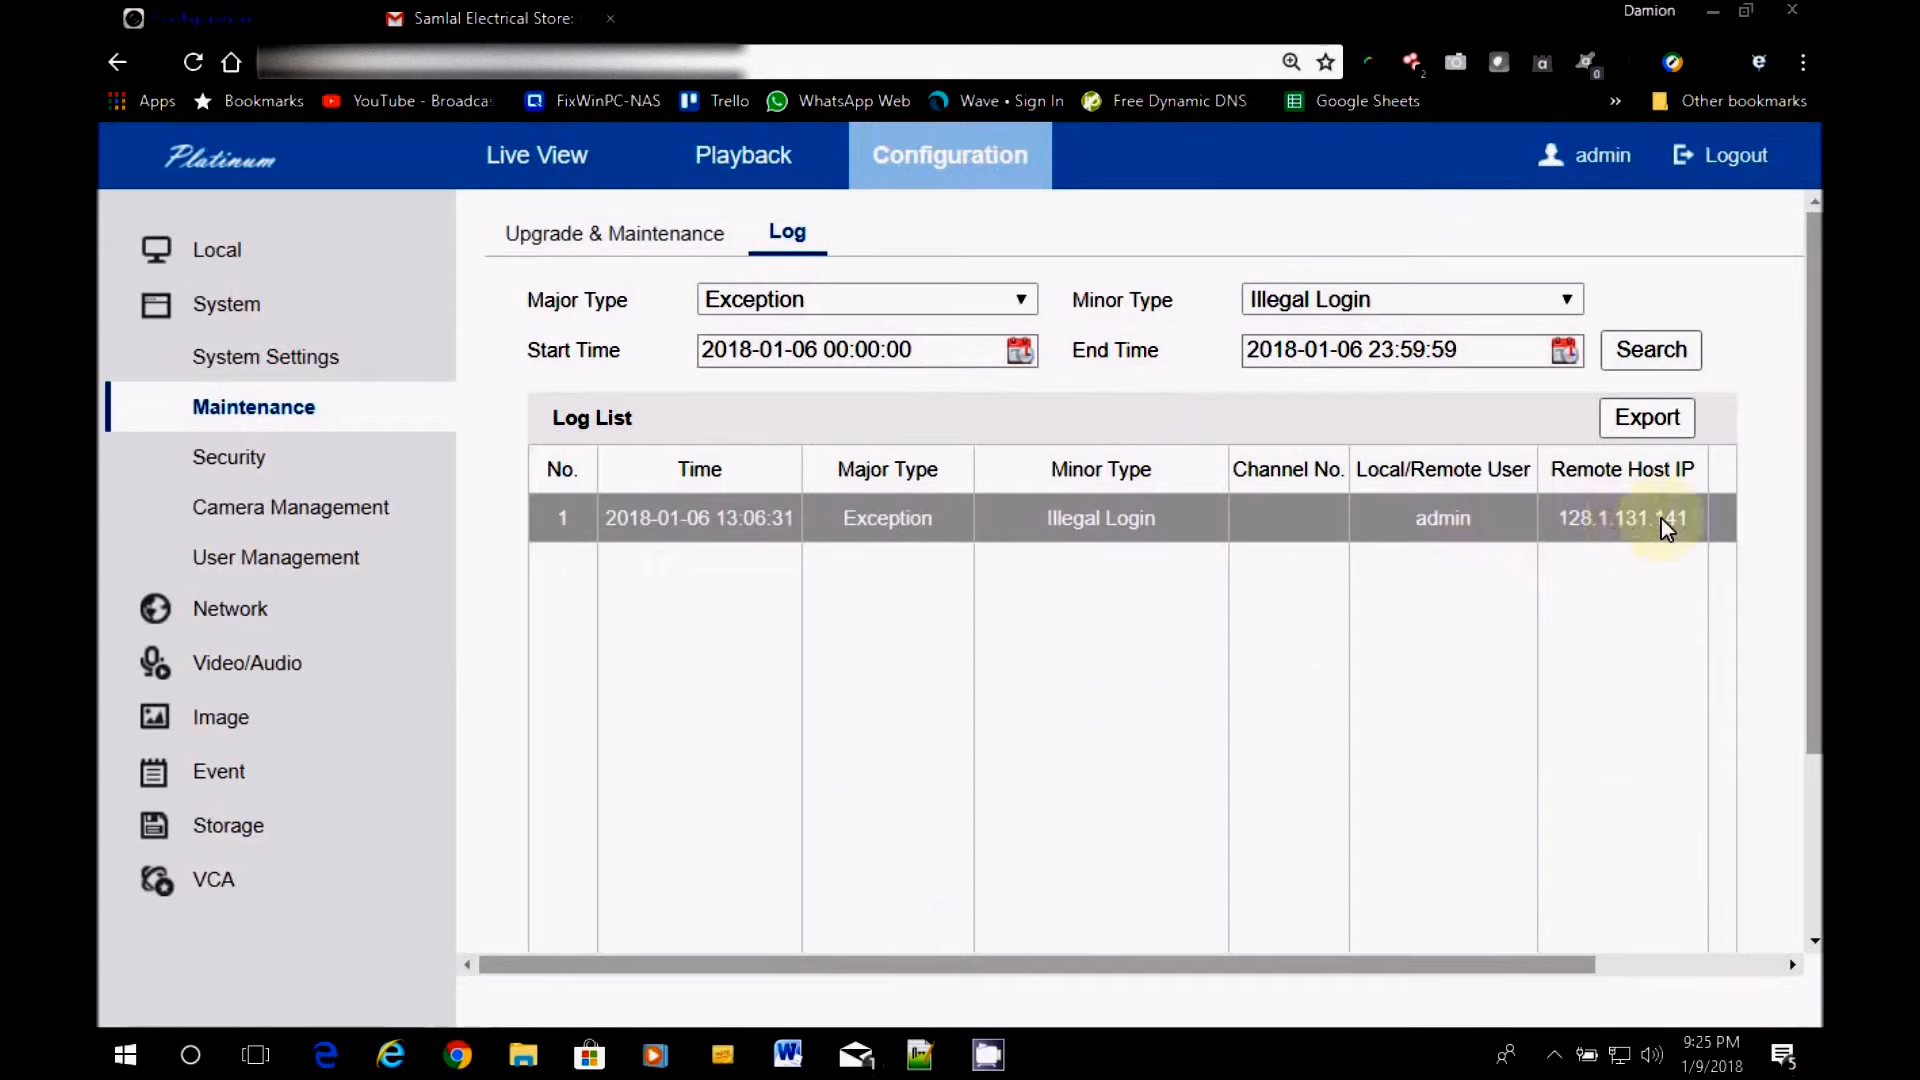 Configuration
Samlal Electrical Store:
Damion
2
a
0
Apps
Bookmarks
YouTube - Broadcas
FixWinPC-NAS
Trello
WhatsApp Web
Wave • Sign In
Free Dynamic DNS
Google Sheets
»
Other bookmarks
Platinum
Live View
Playback
Configuration
admin
Logout
Local
System
System Settings
Maintenance
Security
Camera Management
User Management
Network
Video/Audio
Image
Event
Storage
VCA
Upgrade & Maintenance
Log
Major Type
Exception
Minor Type
Illegal Login
Start Time
2018-01-06 00:00:00
End Time
2018-01-06 23:59:59
Search
Log List
Export
No. Time Major Type Minor Type Channel No. Local/Remote User Remote Host IP
1 2018-01-06 13:06:31 Exception Illegal Login admin 128.1.131.141
1
9:25 PM
1/9/2018
5